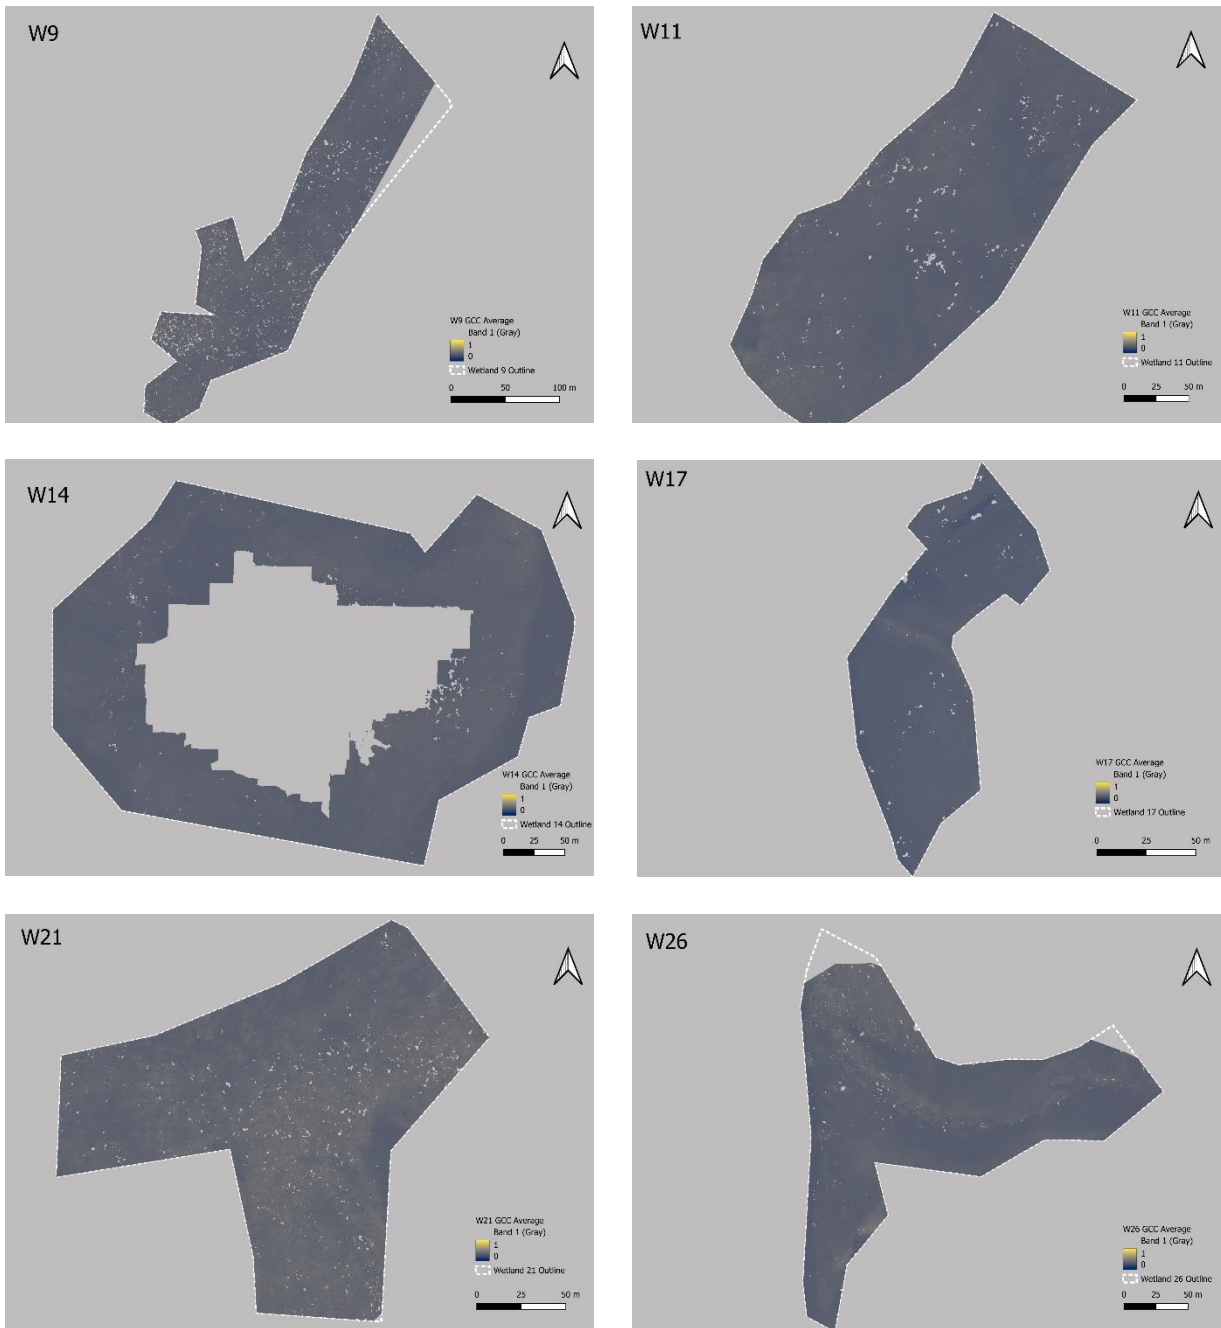 W9
W9 GCC Average
Band 1 (Gray)
1
0
Wetland 9 Outline
0 50 100 m
W11
W11 GCC Average
Band 1 (Gray)
1
0
Wetland 11 Outline
0 25 50 m
W14
W14 GCC Average
Band 1 (Gray)
1
0
Wetland 14 Outline
0 25 50 m
W17
W17 GCC Average
Band 1 (Gray)
1
0
Wetland 17 Outline
0 25 50 m
W21
W21 GCC Average
Band 1 (Gray)
1
0
Wetland 21 Outline
0 25 50 m
W26
W26 GCC Average
Band 1 (Gray)
1
0
Wetland 26 Outline
0 25 50 m